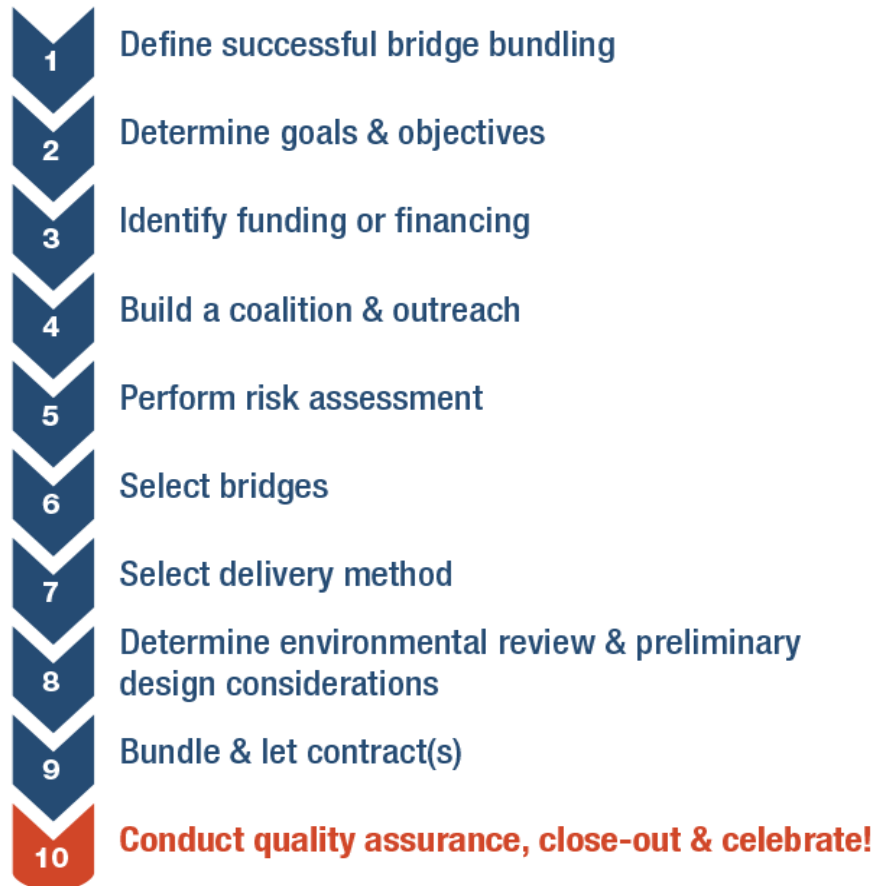 1
Define successful bridge bundling
2
Determine goals & objectives
3
Identify funding or financing
4
Build a coalition & outreach
5
Perform risk assessment
6
Select bridges
7
Select delivery method
8
Determine environmental review & preliminary
design considerations
9
Bundle & let contract(s)
10
Conduct quality assurance, close-out & celebrate!